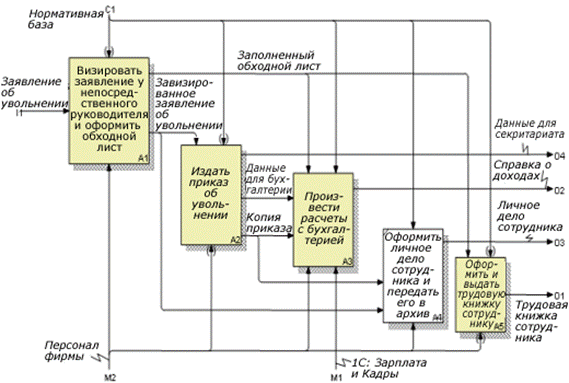 C1
Нормативная
база
Заявление
об
увольнении
I1
Визировать
заявление у
непосред-
ственного
руководителя
и оформить
обходной
лист
A1
Завизиро-
ванное
заявление
об
увольнении
Заполненный
обходной лист
Издать
приказ
об
уволь-
нении
A2
Данные
для бух-
галтерии
Копия
приказа
Произ-
вести
расчеты
с бухгал-
терией
A3
Оформить
личное
дело
сотруд-
ника и
передать
его в
архив
A4
Офор-
мить и
выдать
трудовую
книжку
сотруд-
нику
A5
Данные для
секритариата
O4
Справка о
доходах
O2
Личное
дело
сотрудника
O3
O1
Трудовая
книжка
сотруд-
ника
Персонал
фирмы
M2
1С: Зарплата
и Кадры
M1